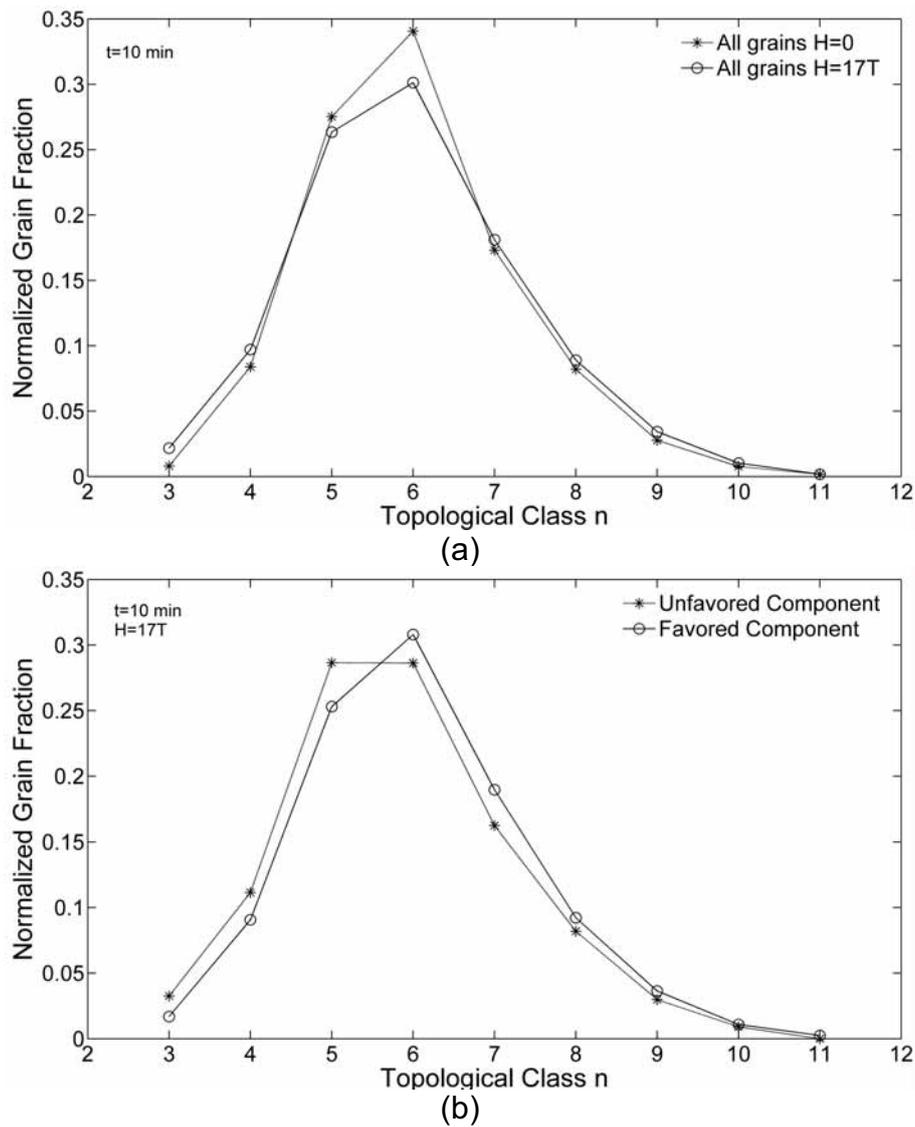 0.35
t=10 min
All grains H=0
All grains H=17T
0.3
0.25
0.2
0.15
0.1
0.05
0
Normalized Grain Fraction
2 3 4 5 6 7 8 9 10 11 12
Topological Class n
(a)
0.35
t=10 min
H=17T
Unfavored Component
Favored Component
0.3
0.25
0.2
0.15
0.1
0.05
0
Normalized Grain Fraction
2 3 4 5 6 7 8 9 10 11 12
Topological Class n
(b)